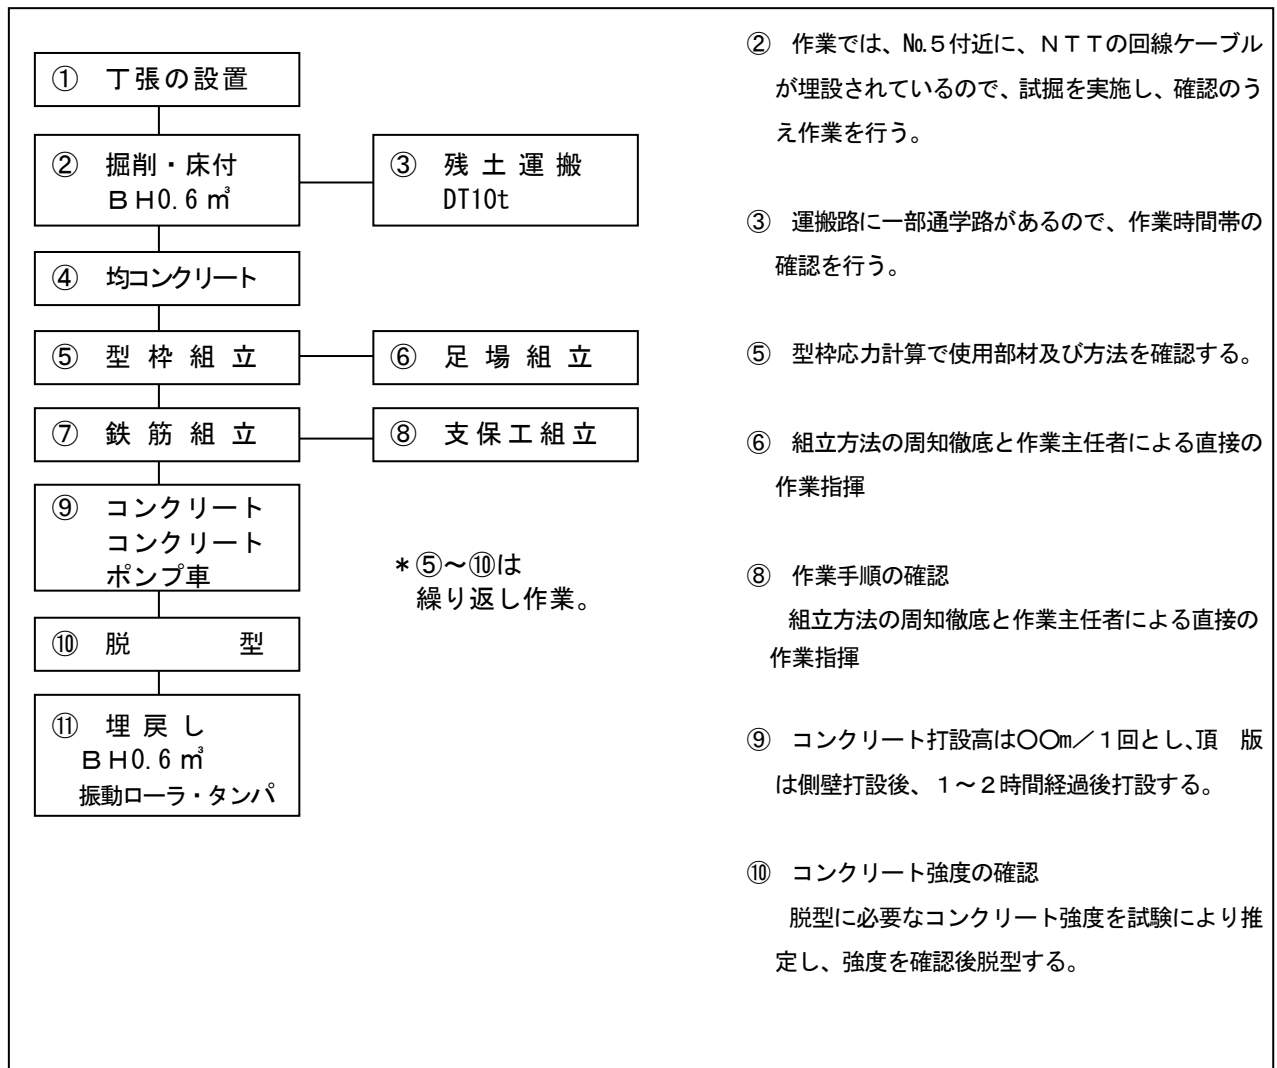 ① 丁張の設置
② 掘削・床付
ＢＨ0.6㎥
③ 残土運搬
DT10t
④ 均コンクリート
⑤ 型枠組立
⑥ 足場組立
⑦ 鉄筋組立
⑧ 支保工組立
⑨ コンクリート
コンクリート
ポンプ車
＊⑤～⑩は
繰り返し作業。
⑩ 脱　　型
⑪ 埋戻し
ＢＨ0.6㎥
振動ローラ・タンパ
② 作業では、№５付近に、ＮＴＴの回線ケーブル
が埋設されているので、試掘を実施し、確認のう
え作業を行う。
③ 運搬路に一部通学路があるので、作業時間帯の
確認を行う。
⑤ 型枠応力計算で使用部材及び方法を確認する。
⑥ 組立方法の周知徹底と作業主任者による直接の
作業指揮
⑧ 作業手順の確認
組立方法の周知徹底と作業主任者による直接の
作業指揮
⑨ コンクリート打設高は〇〇m／１回とし、頂　版
は側壁打設後、１～２時間経過後打設する。
⑩ コンクリート強度の確認
脱型に必要なコンクリート強度を試験により推
定し、強度を確認後脱型する。